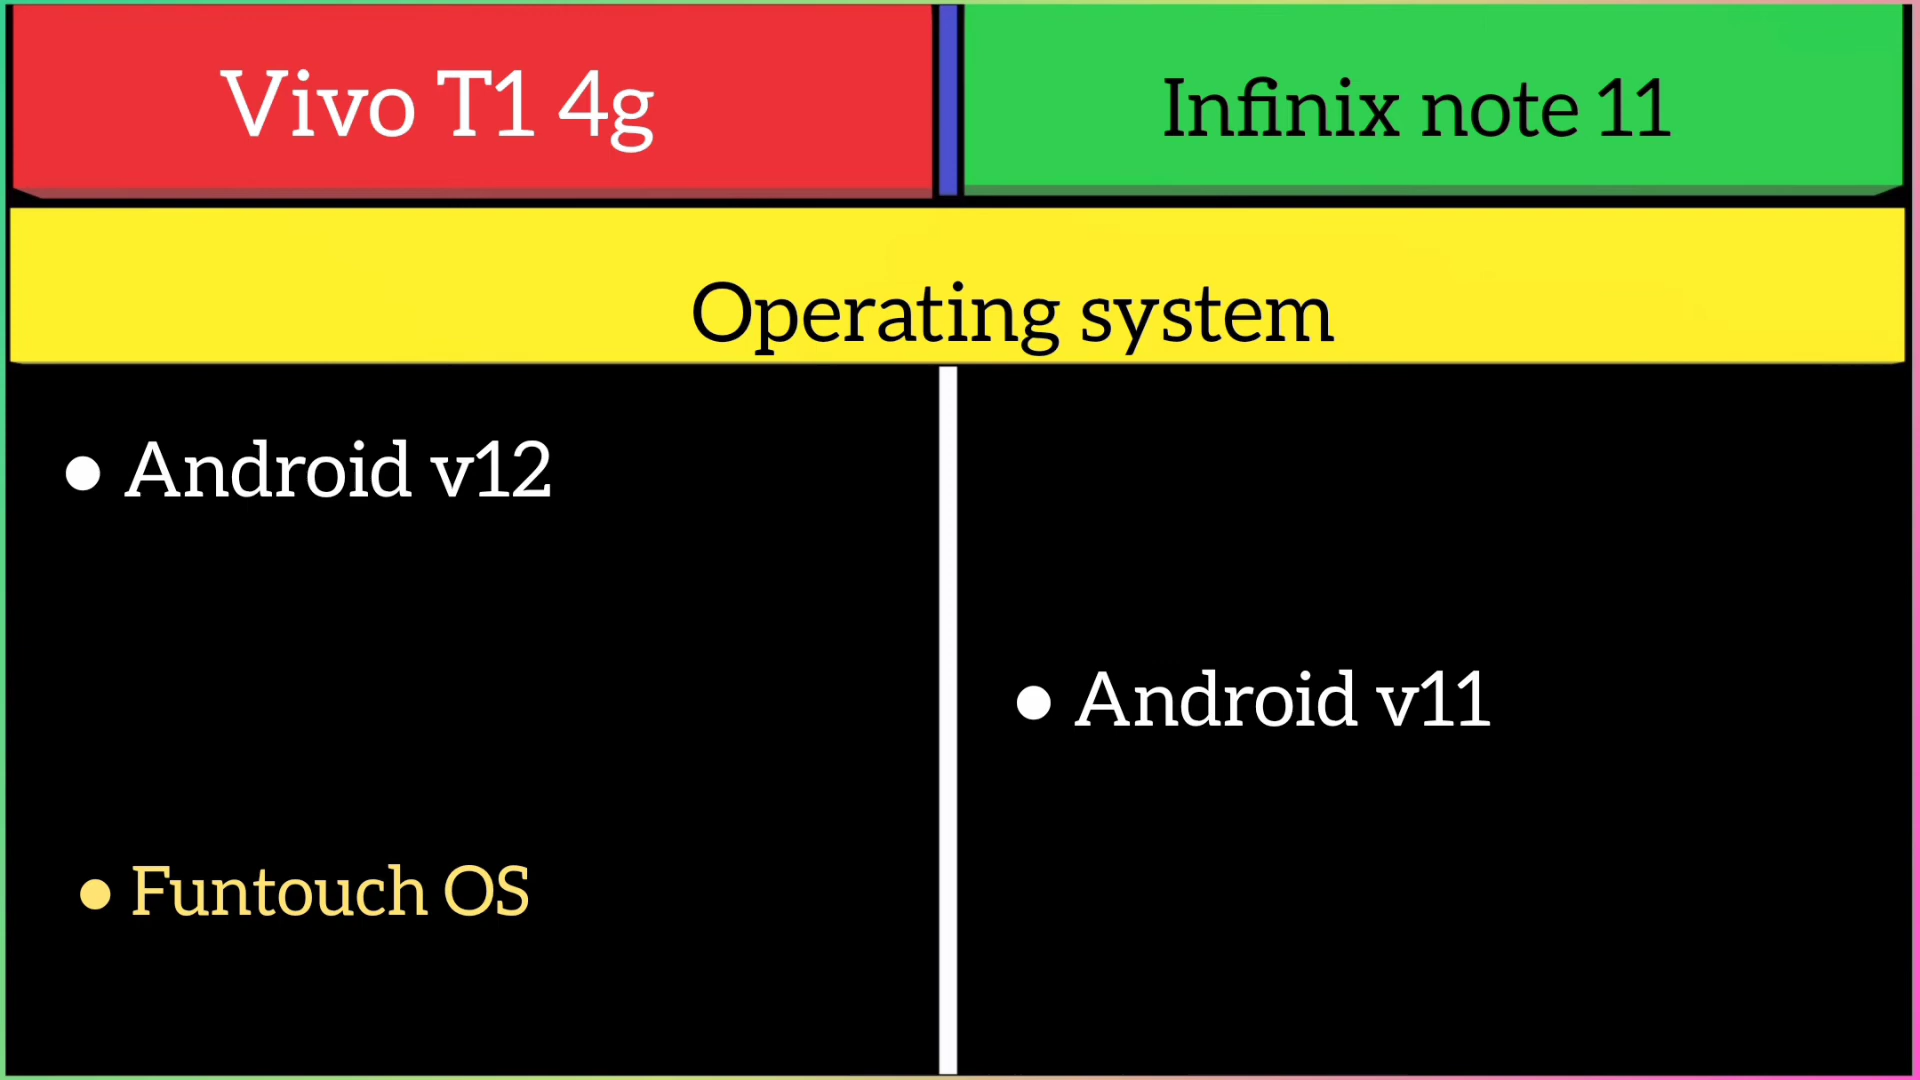 Vivo T1 4g
Infinix note 11
Operating system
● Android v12
● Android v11
● Funtouch OS